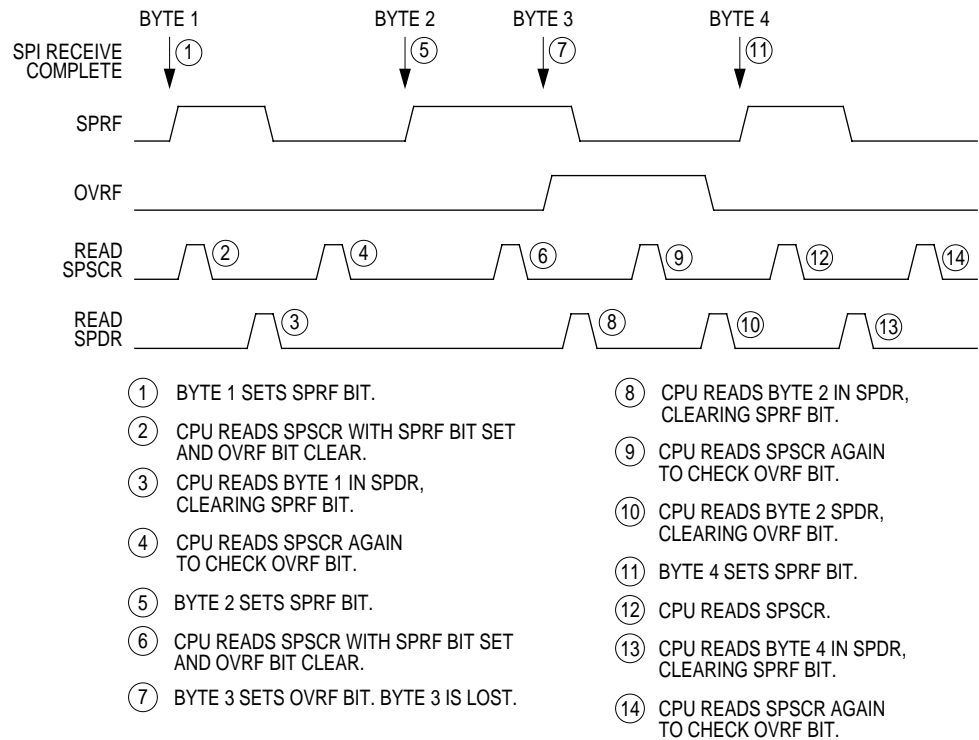 BYTE 1 BYTE 2 BYTE 3 BYTE 4
SPI RECEIVE
COMPLETE
1 5 7 11
SPRF
OVRF
READ
SPSCR
2 4 6 9 12 14
READ
SPDR
3 8 10 13
1 BYTE 1 SETS SPRF BIT.
2 CPU READS SPSCR WITH SPRF BIT SET
AND OVRF BIT CLEAR.
3 CPU READS BYTE 1 IN SPDR,
CLEARING SPRF BIT.
4 CPU READS SPSCR AGAIN
TO CHECK OVRF BIT.
5 BYTE 2 SETS SPRF BIT.
6 CPU READS SPSCR WITH SPRF BIT SET
AND OVRF BIT CLEAR.
7 BYTE 3 SETS OVRF BIT. BYTE 3 IS LOST.
8 CPU READS BYTE 2 IN SPDR,
CLEARING SPRF BIT.
9 CPU READS SPSCR AGAIN
TO CHECK OVRF BIT.
10 CPU READS BYTE 2 SPDR,
CLEARING OVRF BIT.
11 BYTE 4 SETS SPRF BIT.
12 CPU READS SPSCR.
13 CPU READS BYTE 4 IN SPDR,
CLEARING SPRF BIT.
14 CPU READS SPSCR AGAIN
TO CHECK OVRF BIT.